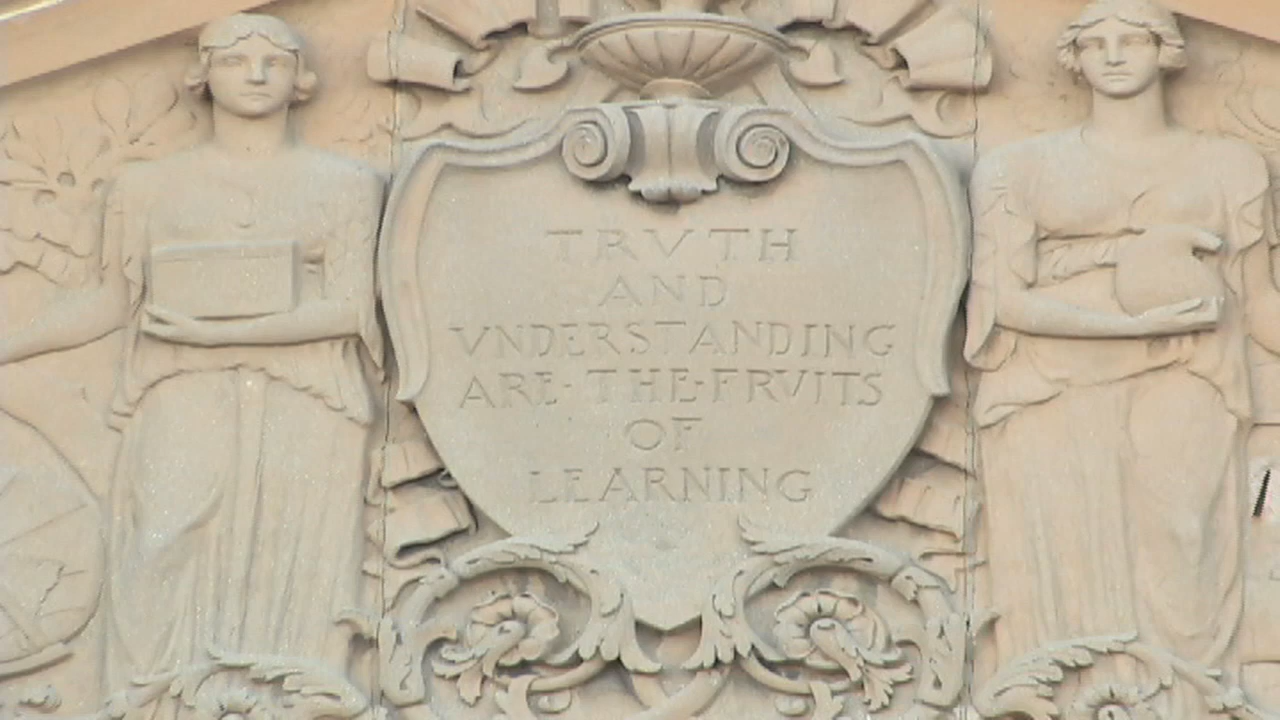 TRVTH
AND
VNDERSTANDING
ARE·THE·FRVITS
OF
LEARNING